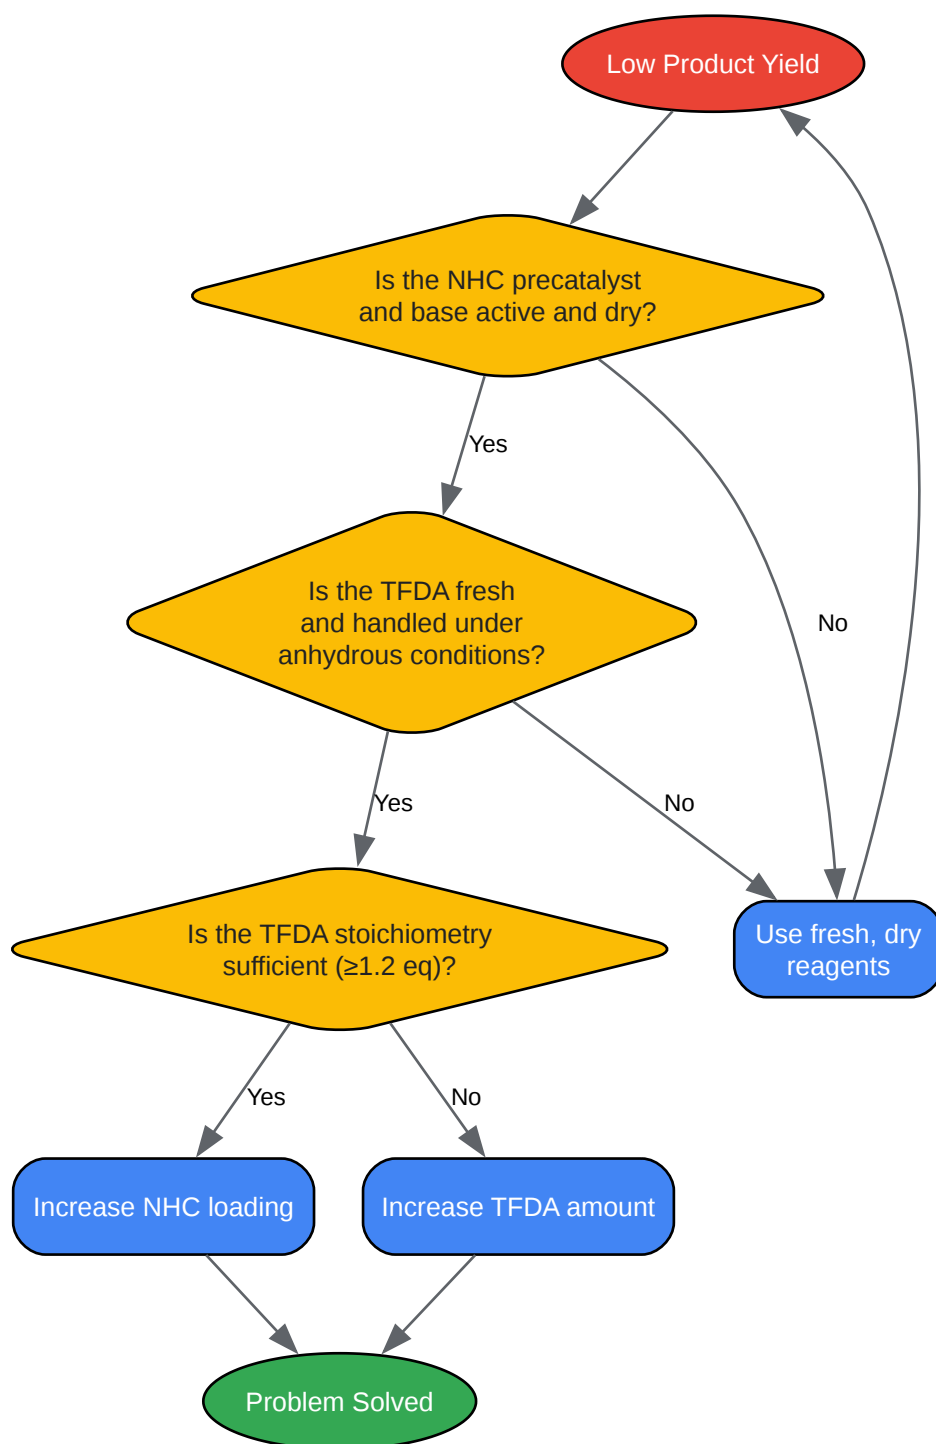 Low Product Yield
Is the NHC precatalyst
and base active and dry?
Yes
Is the TFDA fresh
and handled under
anhydrous conditions?
No
Yes
No
Is the TFDA stoichiometry
sufficient (≥1.2 eq)?
Use fresh, dry
reagents
Yes
No
Increase NHC loading
Increase TFDA amount
Problem Solved